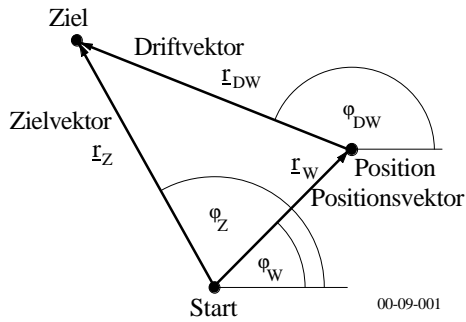 Ziel
Driftvektor
r_DW
φ_DW
Zielvektor
r_Z
r_W
Position
Positionsvektor
φ_Z
φ_W
Start
00-09-001